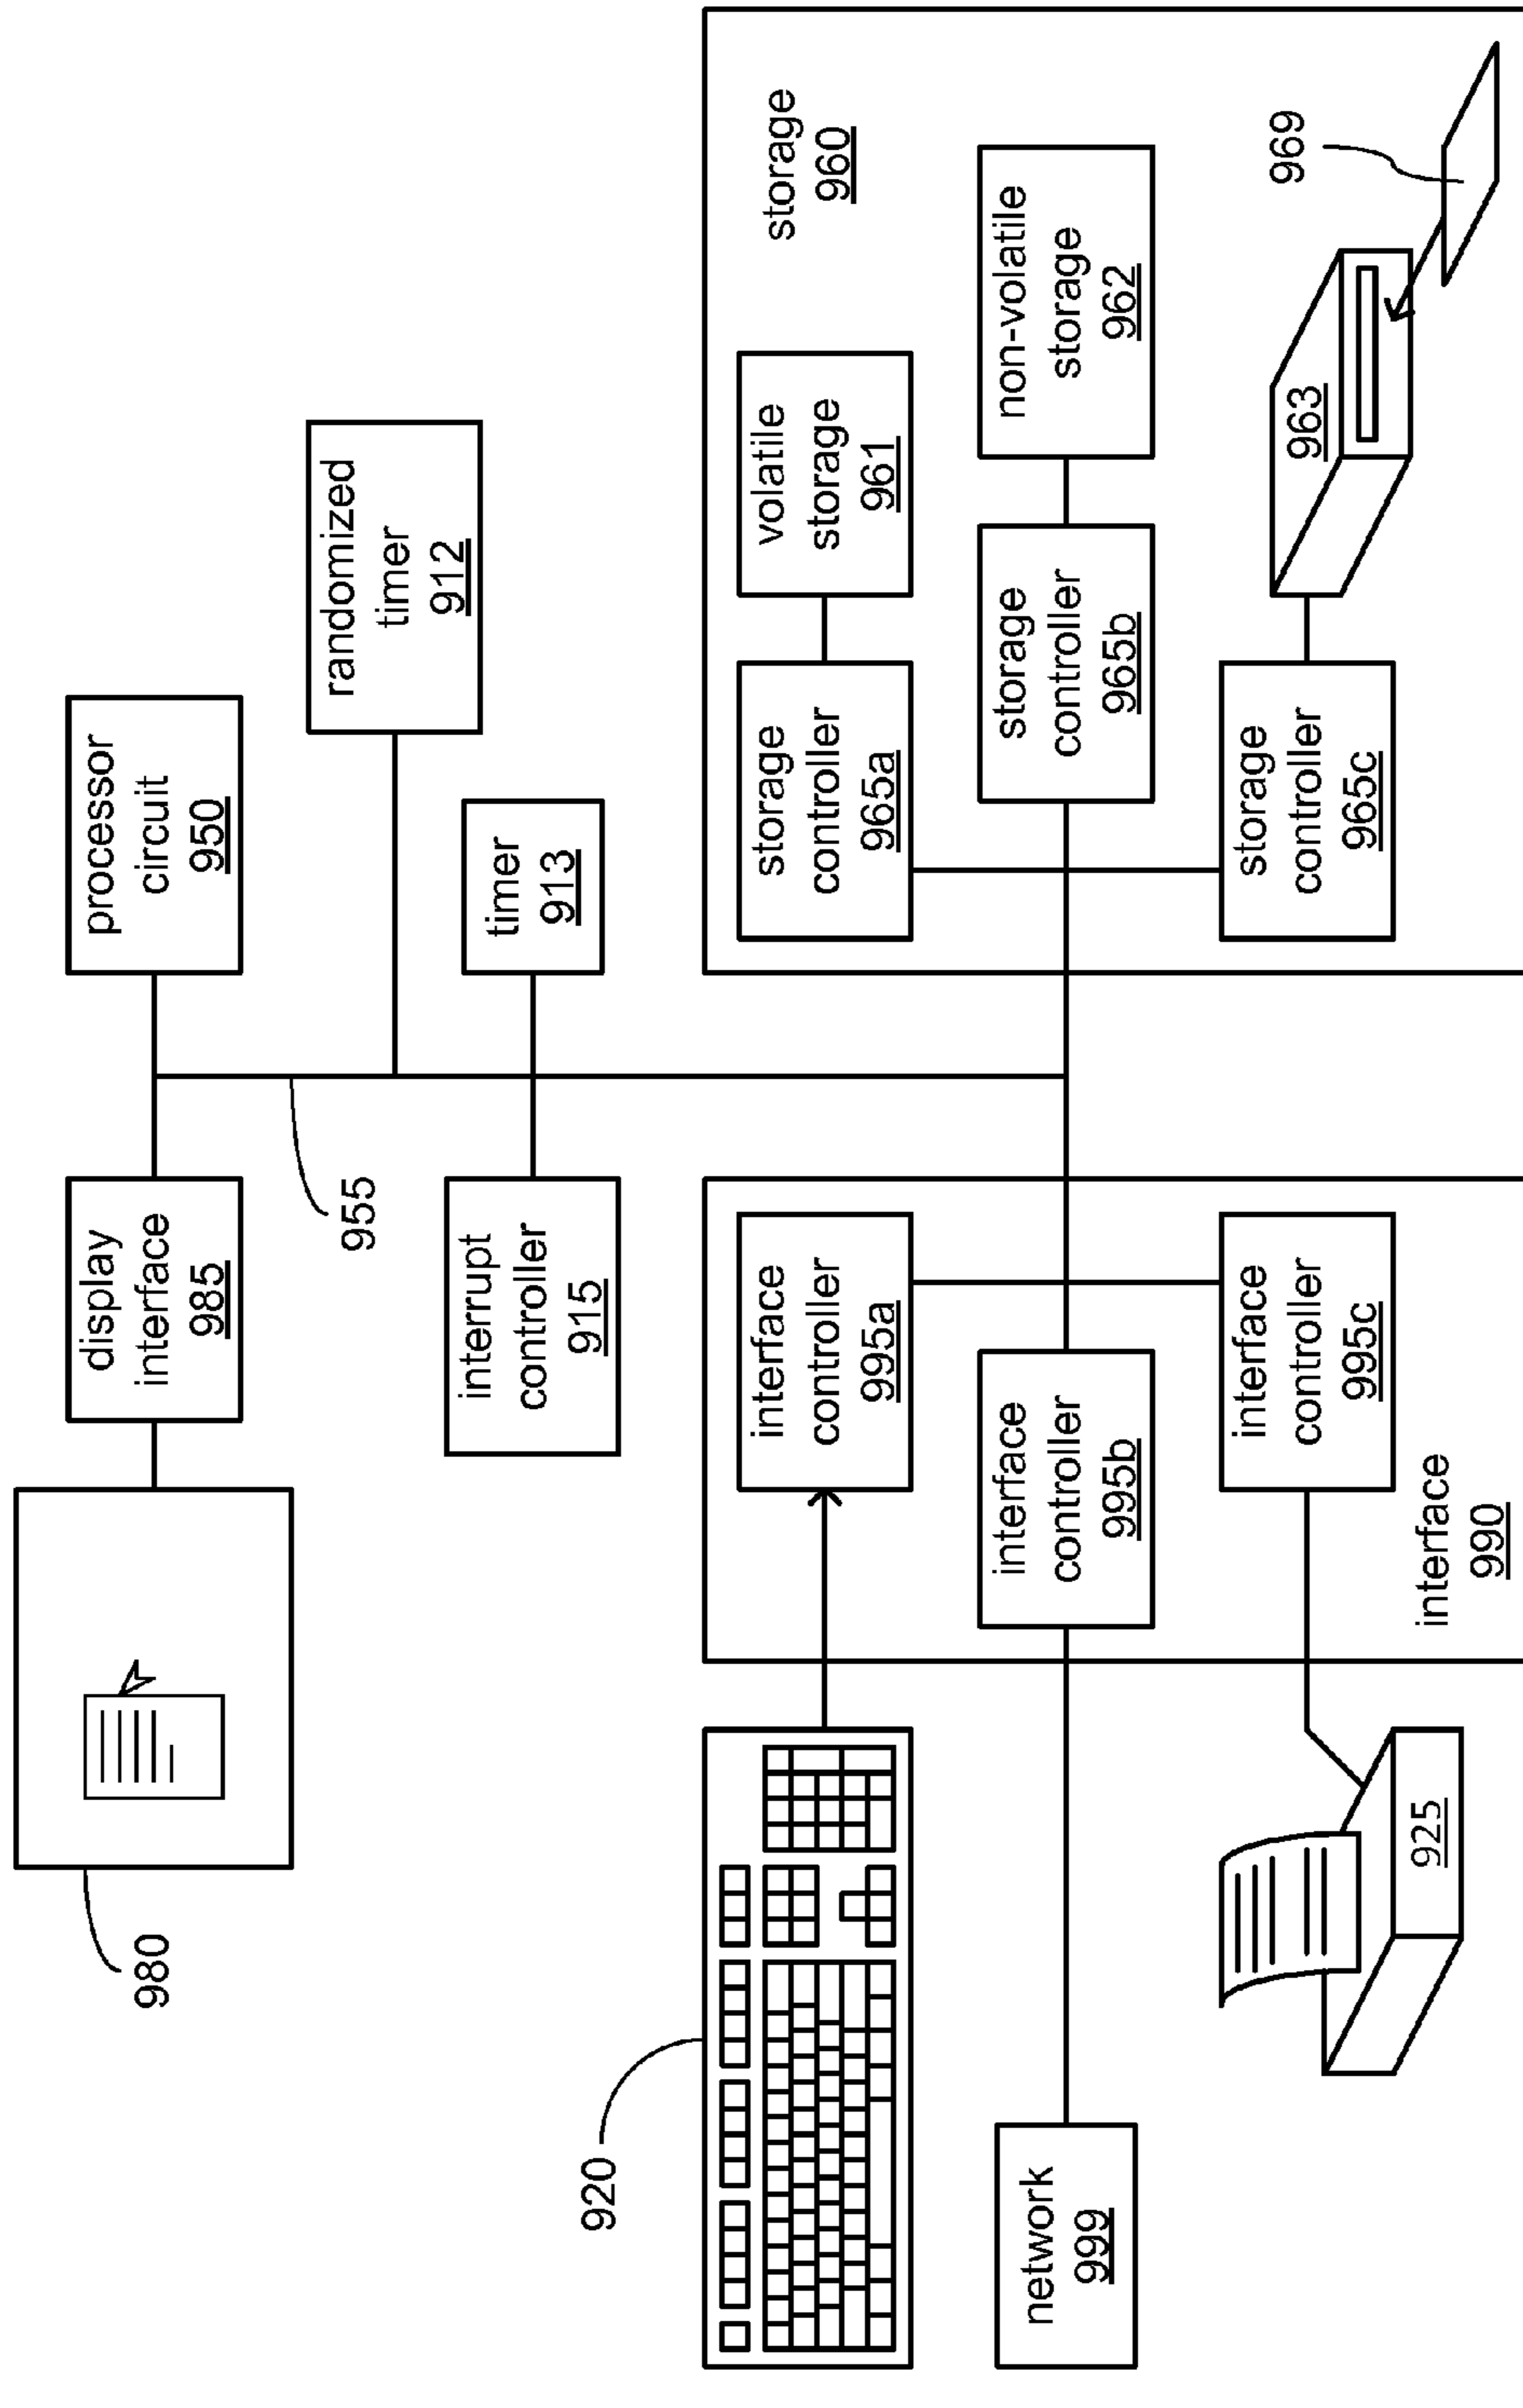 980
display
interface
985
processor
circuit
950
955
randomized
timer
912
interrupt
controller
915
timer
913
920
interface
controller
995a
storage
controller
965a
volatile
storage
961
storage
960
network
999
interface
controller
995b
storage
controller
965b
non-volatile
storage
962
925
interface
controller
995c
interface
990
storage
controller
965c
963
969